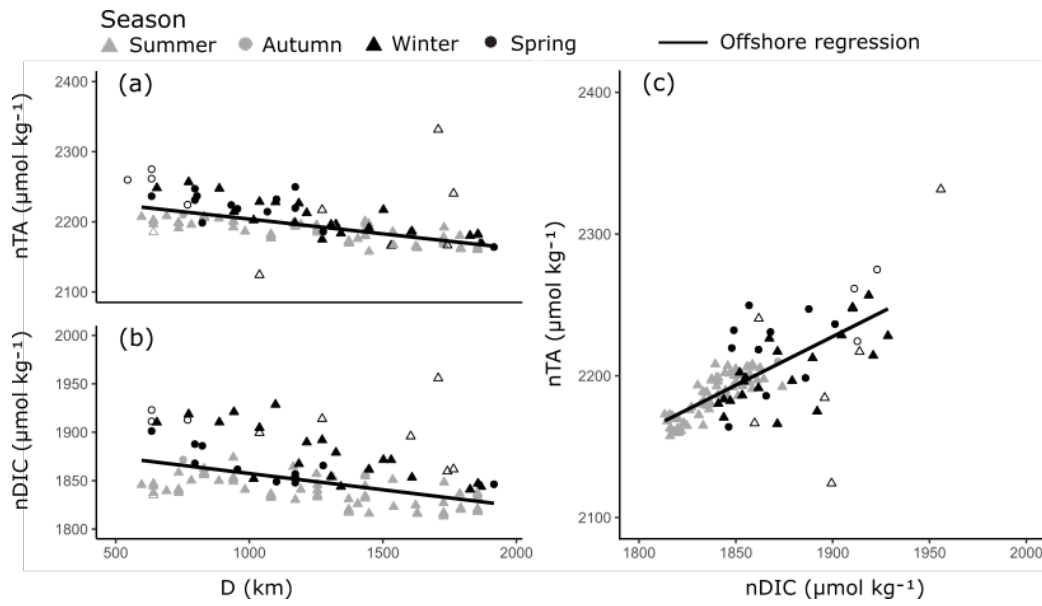 Season
Summer Autumn Winter Spring Offshore regression
(a)
2400
2300
2200
2100
nTA (µmol kg⁻¹)
(b)
2000
1950
1900
1850
1800
nDIC (µmol kg⁻¹)
500 1000 1500 2000
D (km)
(c)
2400
2300
2200
2100
nTA (µmol kg⁻¹)
1800 1850 1900 1950 2000
nDIC (µmol kg⁻¹)